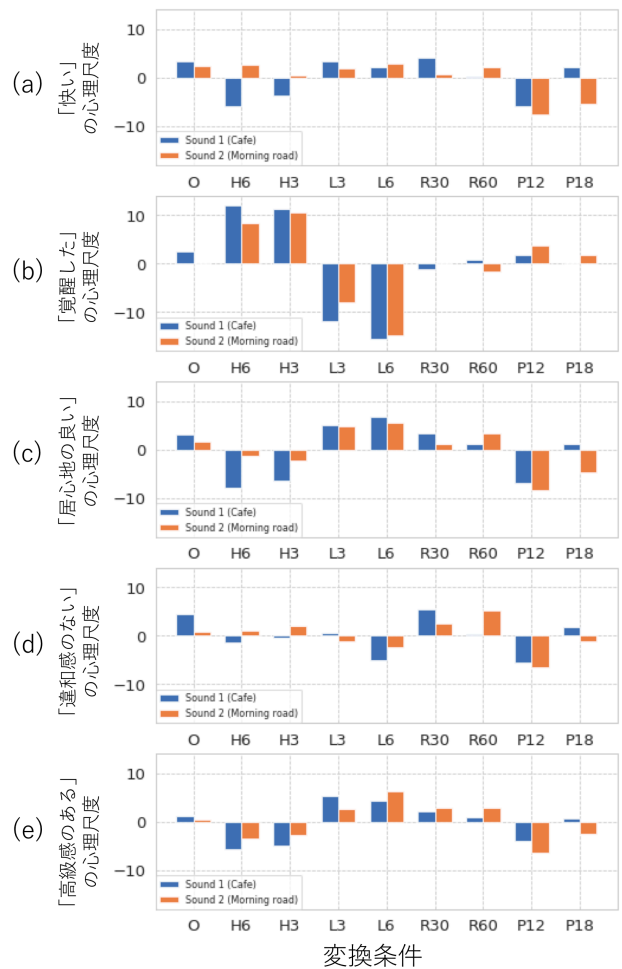 (a)
「快い」
の心理尺度
10
0
−10
Sound 1 (Cafe)
Sound 2 (Morning road)
O H6 H3 L3 L6 R30 R60 P12 P18
(b)
「覚醒した」
の心理尺度
10
0
−10
Sound 1 (Cafe)
Sound 2 (Morning road)
O H6 H3 L3 L6 R30 R60 P12 P18
(c)
「居心地の良い」
の心理尺度
10
0
−10
Sound 1 (Cafe)
Sound 2 (Morning road)
O H6 H3 L3 L6 R30 R60 P12 P18
(d)
「違和感のない」
の心理尺度
10
0
−10
Sound 1 (Cafe)
Sound 2 (Morning road)
O H6 H3 L3 L6 R30 R60 P12 P18
(e)
「高級感のある」
の心理尺度
10
0
−10
Sound 1 (Cafe)
Sound 2 (Morning road)
O H6 H3 L3 L6 R30 R60 P12 P18
変換条件